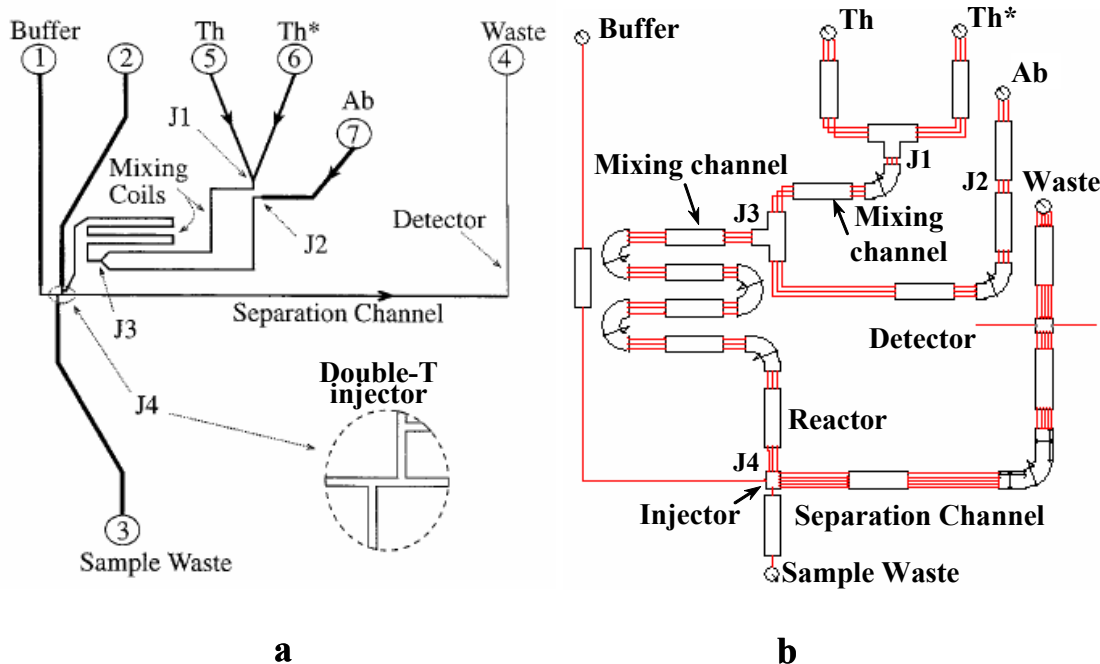 Buffer
1
2
Th
5
Th*
6
Waste
4
Ab
7
J1
Mixing
Coils
J2
Detector
J3
Separation Channel
J4
Double-T
injector
3
Sample Waste
a
Buffer
Th
Th*
Ab
J1
J2
Mixing channel
J3
Mixing
channel
Waste
Detector
Reactor
J4
Injector
Separation Channel
Sample Waste
b